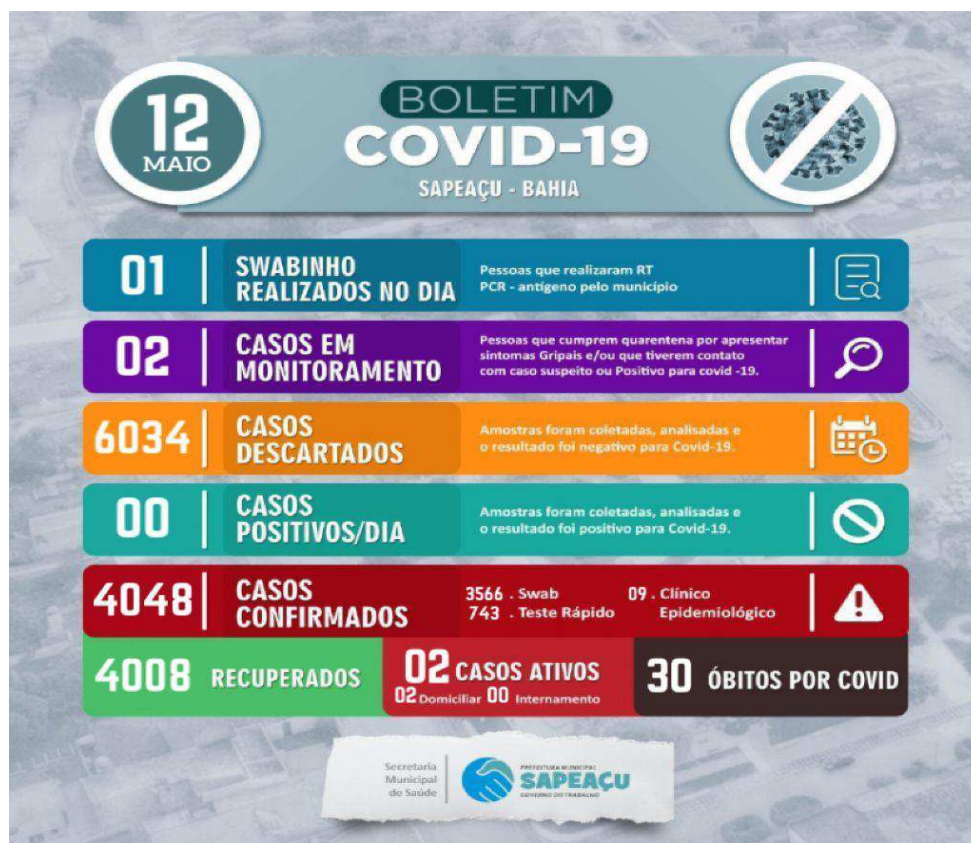 12
MAIO
BOLETIM
COVID-19
SAPEAÇU - BAHIA
01
SWABINHO
REALIZADOS NO DIA
Pessoas que realizaram RT
PCR - antígeno pelo município
02
CASOS EM
MONITORAMENTO
Pessoas que cumprem quarentena por apresentar
sintomas Gripais e/ou que tiverem contato
com caso suspeito ou Positivo para covid -19.
6034
CASOS
DESCARTADOS
Amostras foram coletadas, analisadas e
o resultado foi negativo para Covid-19.
00
CASOS
POSITIVOS/DIA
Amostras foram coletadas, analisadas e
o resultado foi positivo para Covid-19.
4048
CASOS
CONFIRMADOS
3566 . Swab
743 . Teste Rápido
09 . Clínico
Epidemiológico
4008 RECUPERADOS
02 CASOS ATIVOS
02 Domiciliar 00 Internamento
30 ÓBITOS POR COVID
Secretaria
Municipal
de Saúde
PREFEITURA MUNICIPAL
SAPEAÇU
GOVERNO DO TRABALHO